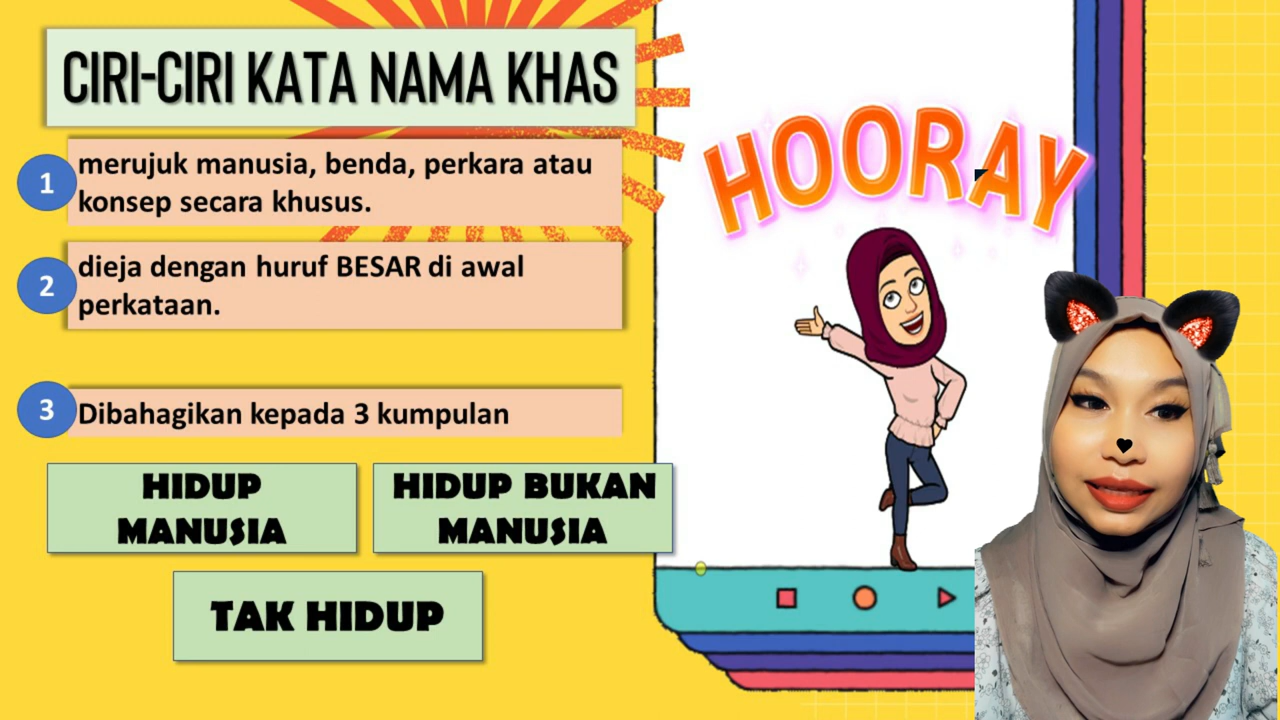 CIRI-CIRI KATA NAMA KHAS
1
merujuk manusia, benda, perkara atau
konsep secara khusus.
2
dieja dengan huruf BESAR di awal
perkataan.
3
Dibahagikan kepada 3 kumpulan
HIDUP
MANUSIA
HIDUP BUKAN
MANUSIA
TAK HIDUP
HOORAY